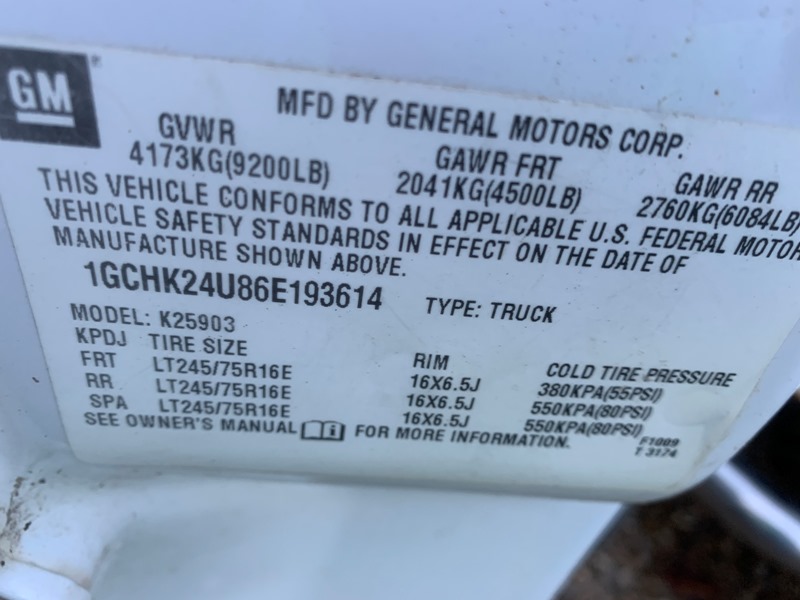 GM
MFD BY GENERAL MOTORS CORP.
GVWR GAWR FRT GAWR RR
4173KG(9200LB) 2041KG(4500LB) 2760KG(6084LB)
THIS VEHICLE CONFORMS TO ALL APPLICABLE U.S. FEDERAL MOTOR
VEHICLE SAFETY STANDARDS IN EFFECT ON THE DATE OF
MANUFACTURE SHOWN ABOVE.
1GCHK24U86E193614 TYPE: TRUCK
MODEL: K25903
KPDJ TIRE SIZE RIM COLD TIRE PRESSURE
FRT LT245/75R16E 16X6.5J 380KPA(55PSI)
RR LT245/75R16E 16X6.5J 550KPA(80PSI)
SPA LT245/75R16E 16X6.5J 550KPA(80PSI)
SEE OWNER'S MANUAL FOR MORE INFORMATION.
F1009
T 3174